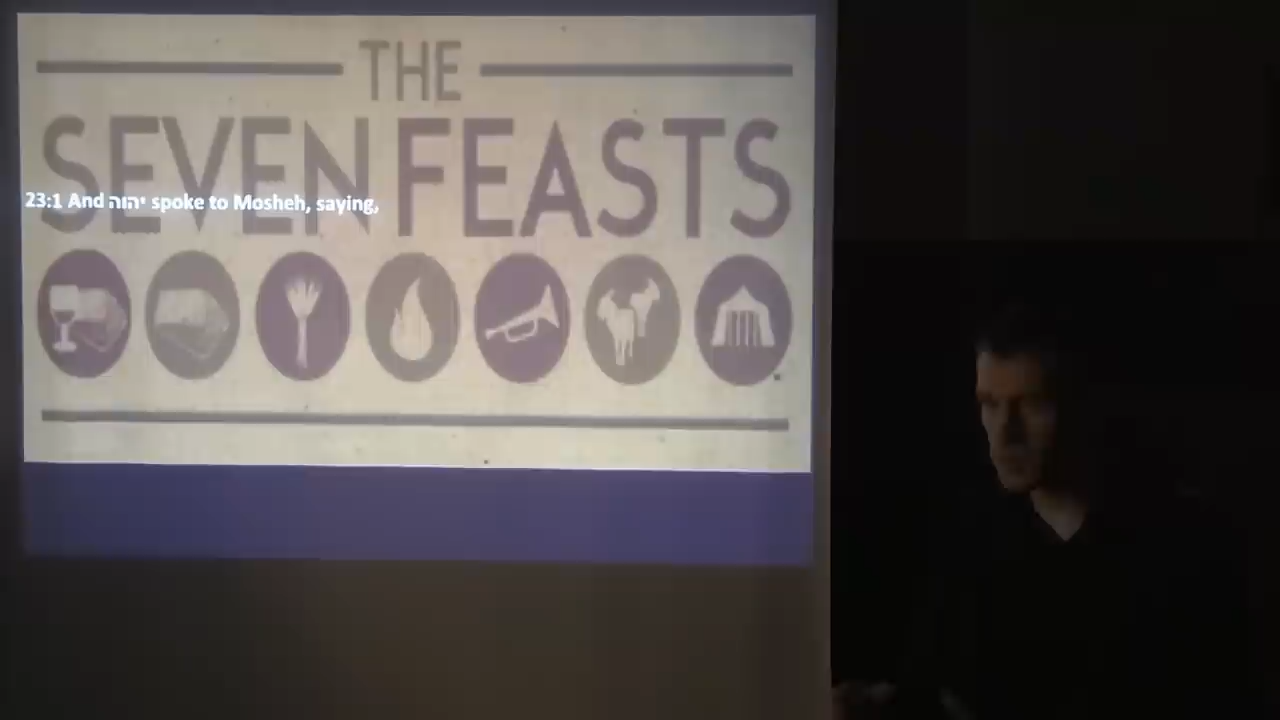 THE
SEVEN FEASTS
23:1 And יהוה spoke to Mosheh, saying,